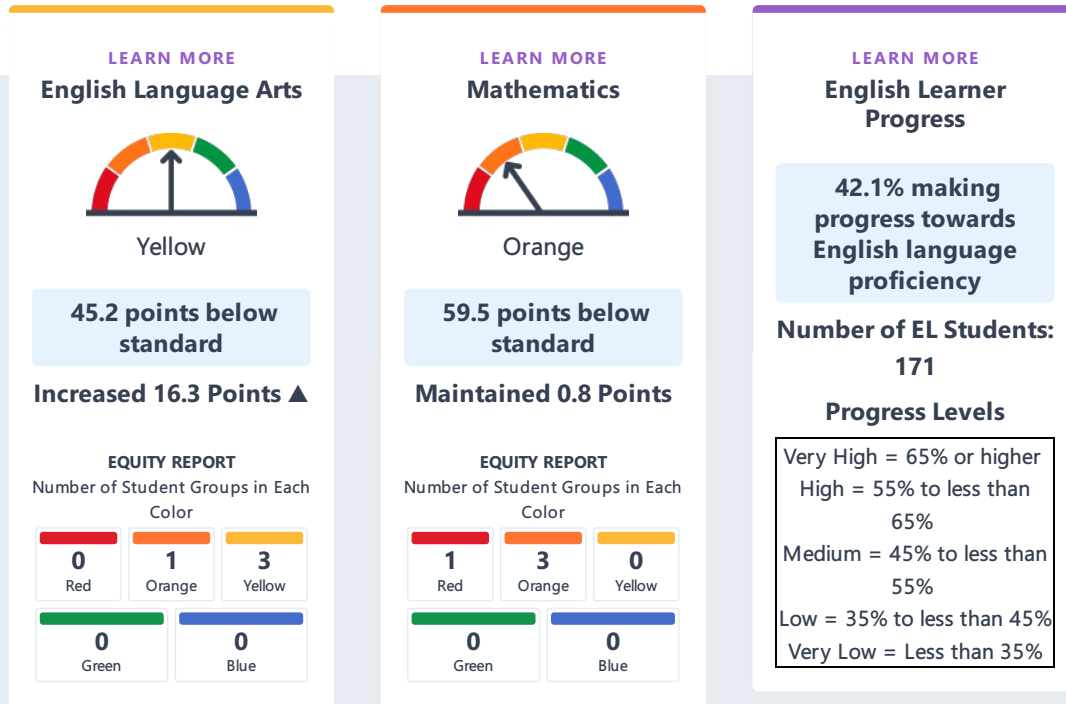 LEARN MORE
English Language Arts
Yellow
45.2 points below
standard
Increased 16.3 Points ▲
EQUITY REPORT
Number of Student Groups in Each
Color
0
Red
1
Orange
3
Yellow
0
Green
0
Blue
LEARN MORE
Mathematics
Orange
59.5 points below
standard
Maintained 0.8 Points
EQUITY REPORT
Number of Student Groups in Each
Color
1
Red
3
Orange
0
Yellow
0
Green
0
Blue
LEARN MORE
English Learner
Progress
42.1% making
progress towards
English language
proficiency
Number of EL Students:
171
Progress Levels
Very High = 65% or higher
High = 55% to less than
65%
Medium = 45% to less than
55%
Low = 35% to less than 45%
Very Low = Less than 35%